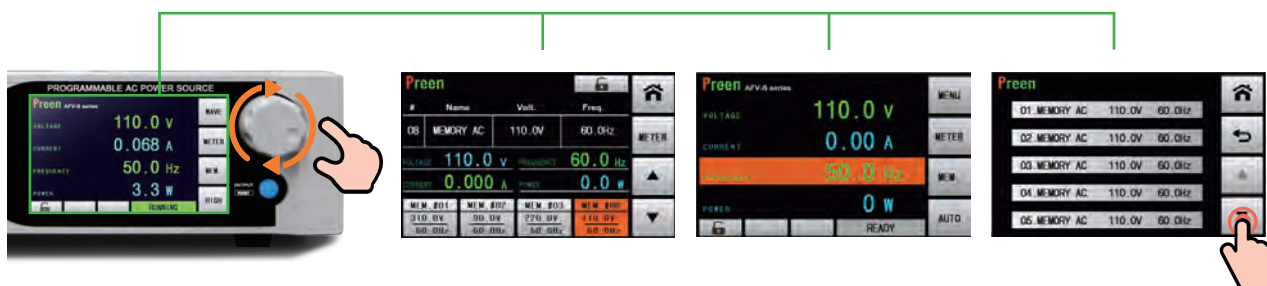 PROGRAMMABLE AC POWER SOURCE
Preen AFV-S series
WAVE
VOLTAGE 110.0 V
CURRENT 0.068 A
METER
FREQUENCY 50.0 Hz
MEM.
POWER 3.3 W
HIGH
RUNNING
OUTPUT
Preen
# Name Volt. Freq.
08 MEMORY AC 110.0V 60.0Hz
METER
VOLTAGE 110.0 V FREQUENCY 60.0 Hz
CURRENT 0.000 A POWER 0.0 W
MEM.#01 MEM.#02 MEM.#03 MEM.#08
310.0V 90.0V 220.0V 110.0V
60.0Hz 60.0Hz 50.0Hz 60.0Hz
Preen AFV-S series
MENU
VOLTAGE 110.0 V
CURRENT 0.00 A
METER
FREQUENCY 50.0 Hz
MEM.
POWER 0 W
AUTO
READY
Preen
01.MEMORY AC 110.0V 60.0Hz
02.MEMORY AC 110.0V 60.0Hz
03.MEMORY AC 110.0V 60.0Hz
04.MEMORY AC 110.0V 60.0Hz
05.MEMORY AC 110.0V 60.0Hz